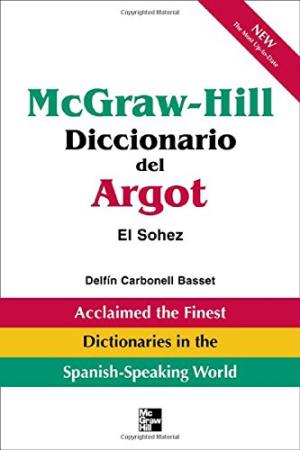 NEW
The Most Up-to-Date
McGraw-Hill
Diccionario
del
Argot
El Sohez
Delfín Carbonell Basset
Acclaimed the Finest
Dictionaries in the
Spanish-Speaking World
Mc
Graw
Hill